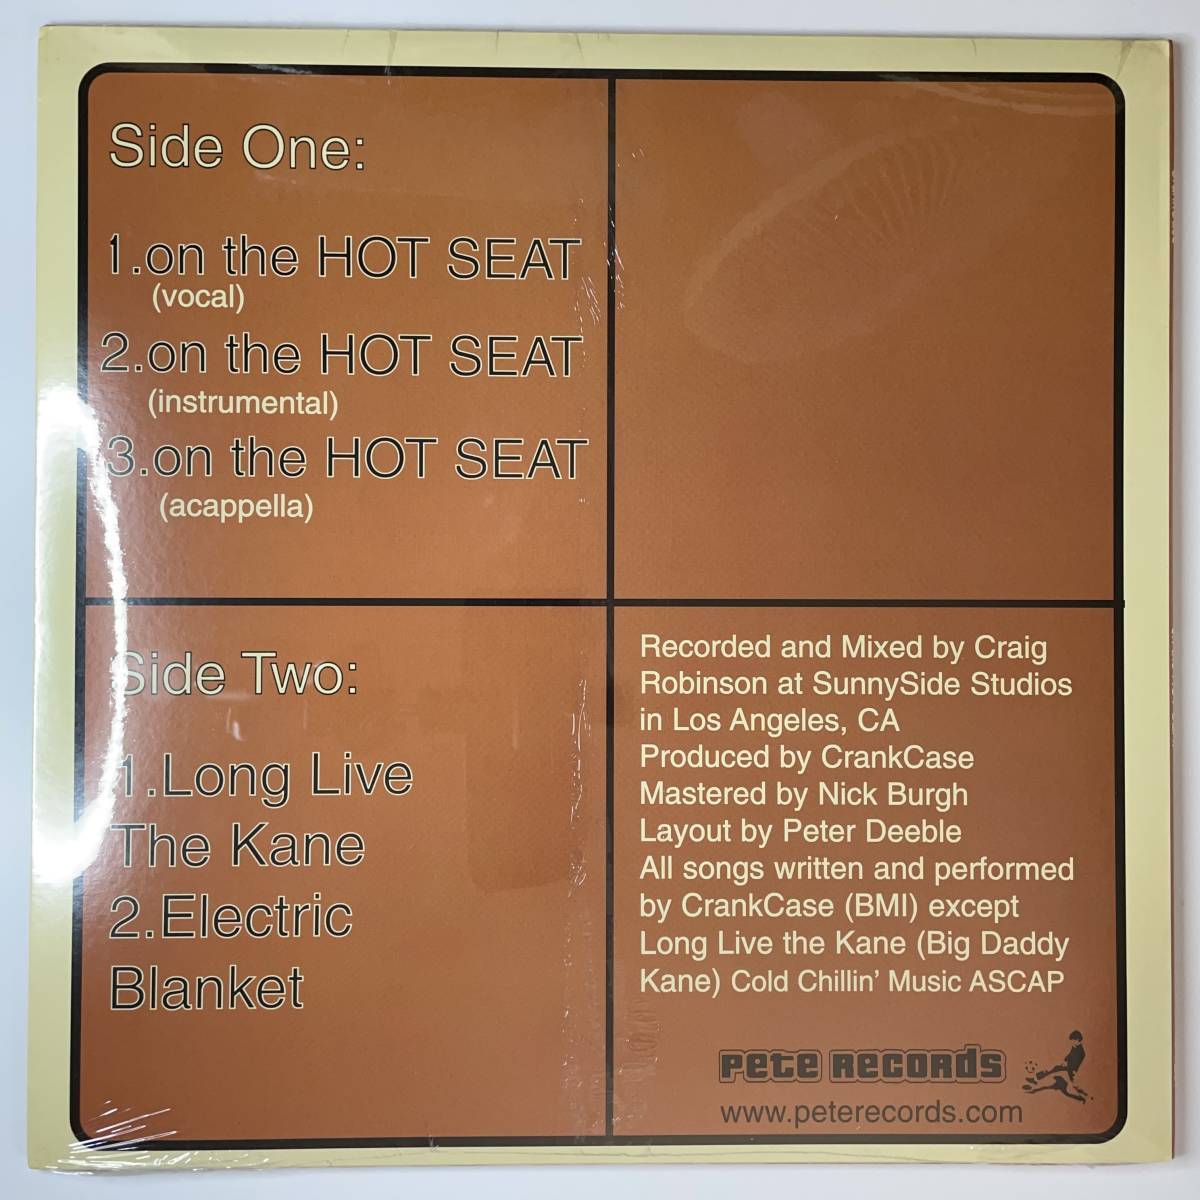 Side One:
1.on the HOT SEAT
(vocal)
2.on the HOT SEAT
(instrumental)
3.on the HOT SEAT
(acappella)
Side Two:
1.Long Live
The Kane
2.Electric
Blanket
Recorded and Mixed by Craig
Robinson at SunnySide Studios
in Los Angeles, CA
Produced by CrankCase
Mastered by Nick Burgh
Layout by Peter Deeble
All songs written and performed
by CrankCase (BMI) except
Long Live the Kane (Big Daddy
Kane) Cold Chillin' Music ASCAP
Pete Records
www.peterecords.com